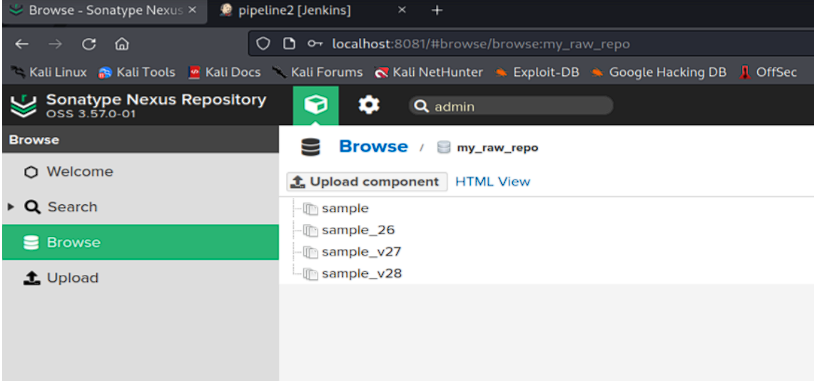 Browse - Sonatype Nexus × pipeline2 [Jenkins] × +
localhost:8081/#browse/browse:my_raw_repo
Kali Linux Kali Tools Kali Docs Kali Forums Kali NetHunter Exploit-DB Google Hacking DB OffSec
Sonatype Nexus Repository
OSS 3.57.0-01
admin
Browse
Browse / my_raw_repo
Welcome
Upload component HTML View
Search
sample
sample_26
Browse
sample_v27
Upload
sample_v28